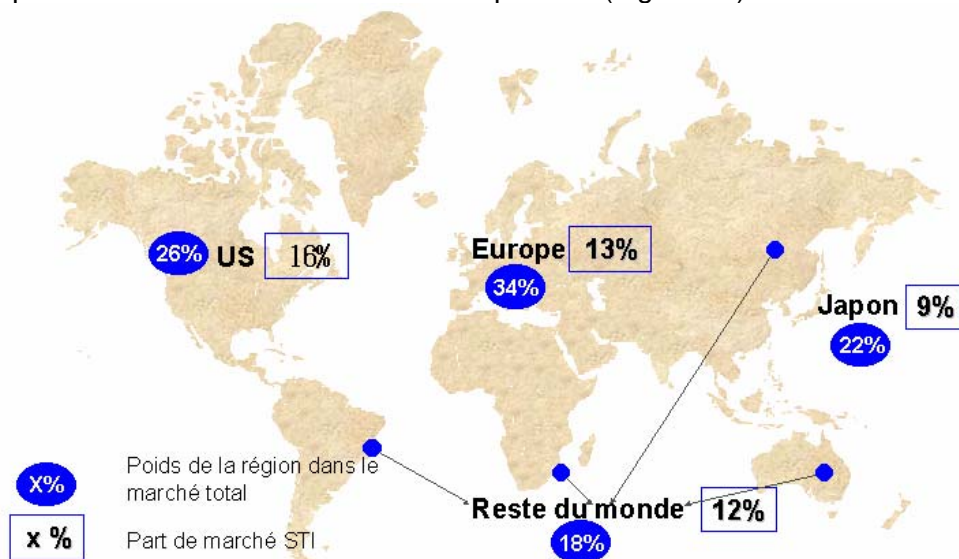 26% US 16%
Europe 13%
34%
Japon 9%
22%
X% Poids de la région dans le
marché total
Reste du monde 12%
18%
x % Part de marché STI